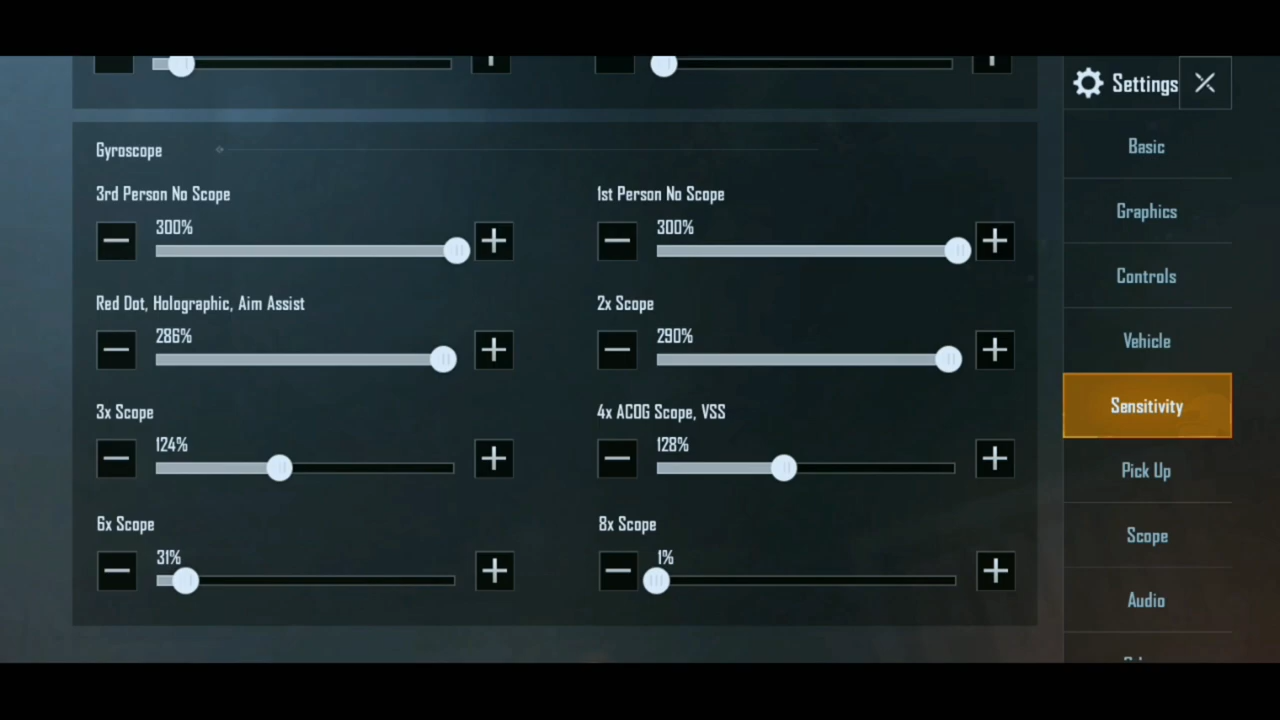 Settings
Gyroscope
3rd Person No Scope
300%
1st Person No Scope
300%
Red Dot, Holographic, Aim Assist
286%
2x Scope
290%
3x Scope
124%
4x ACOG Scope, VSS
128%
6x Scope
31%
8x Scope
1%
Basic
Graphics
Controls
Vehicle
Sensitivity
Pick Up
Scope
Audio